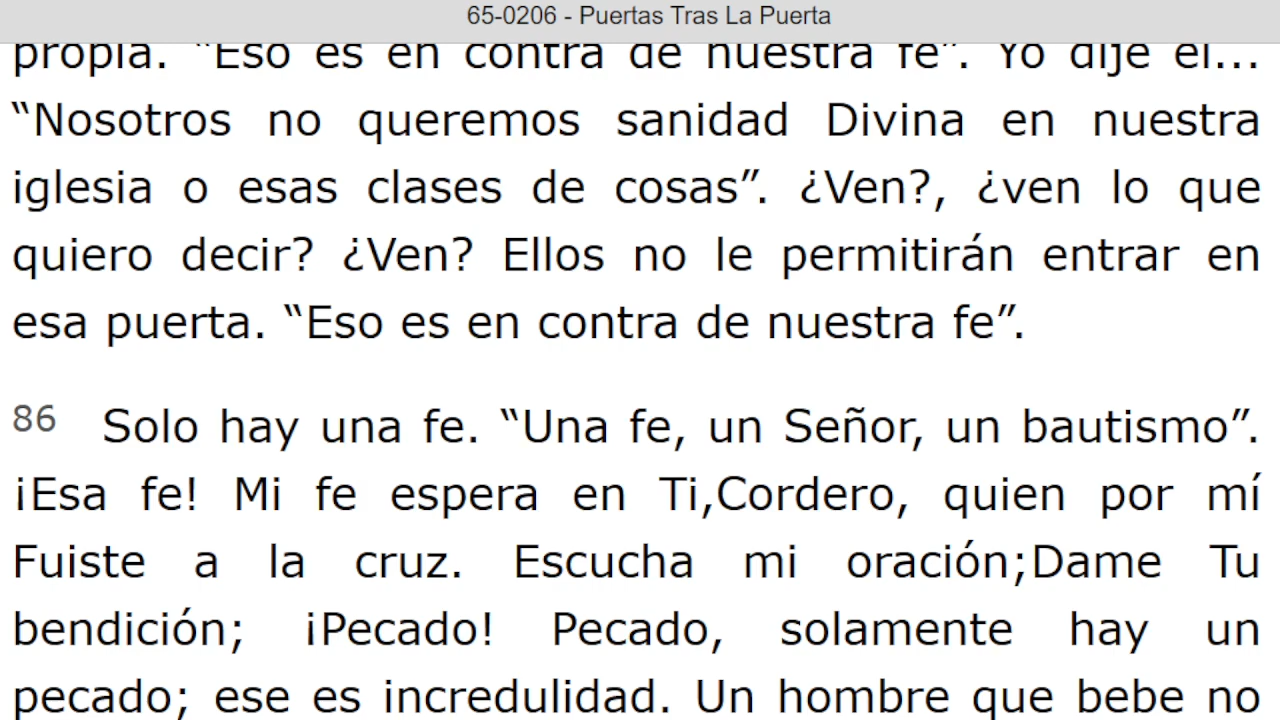 65-0206 - Puertas Tras La Puerta
propia. “Eso es en contra de nuestra fe”. Yo dije el...
“Nosotros no queremos sanidad Divina en nuestra
iglesia o esas clases de cosas”. ¿Ven?, ¿ven lo que
quiero decir? ¿Ven? Ellos no le permitirán entrar en
esa puerta. “Eso es en contra de nuestra fe”.
86 Solo hay una fe. “Una fe, un Señor, un bautismo”.
¡Esa fe! Mi fe espera en Ti,Cordero, quien por mí
Fuiste a la cruz. Escucha mi oración;Dame Tu
bendición; ¡Pecado! Pecado, solamente hay un
pecado; ese es incredulidad. Un hombre que bebe no